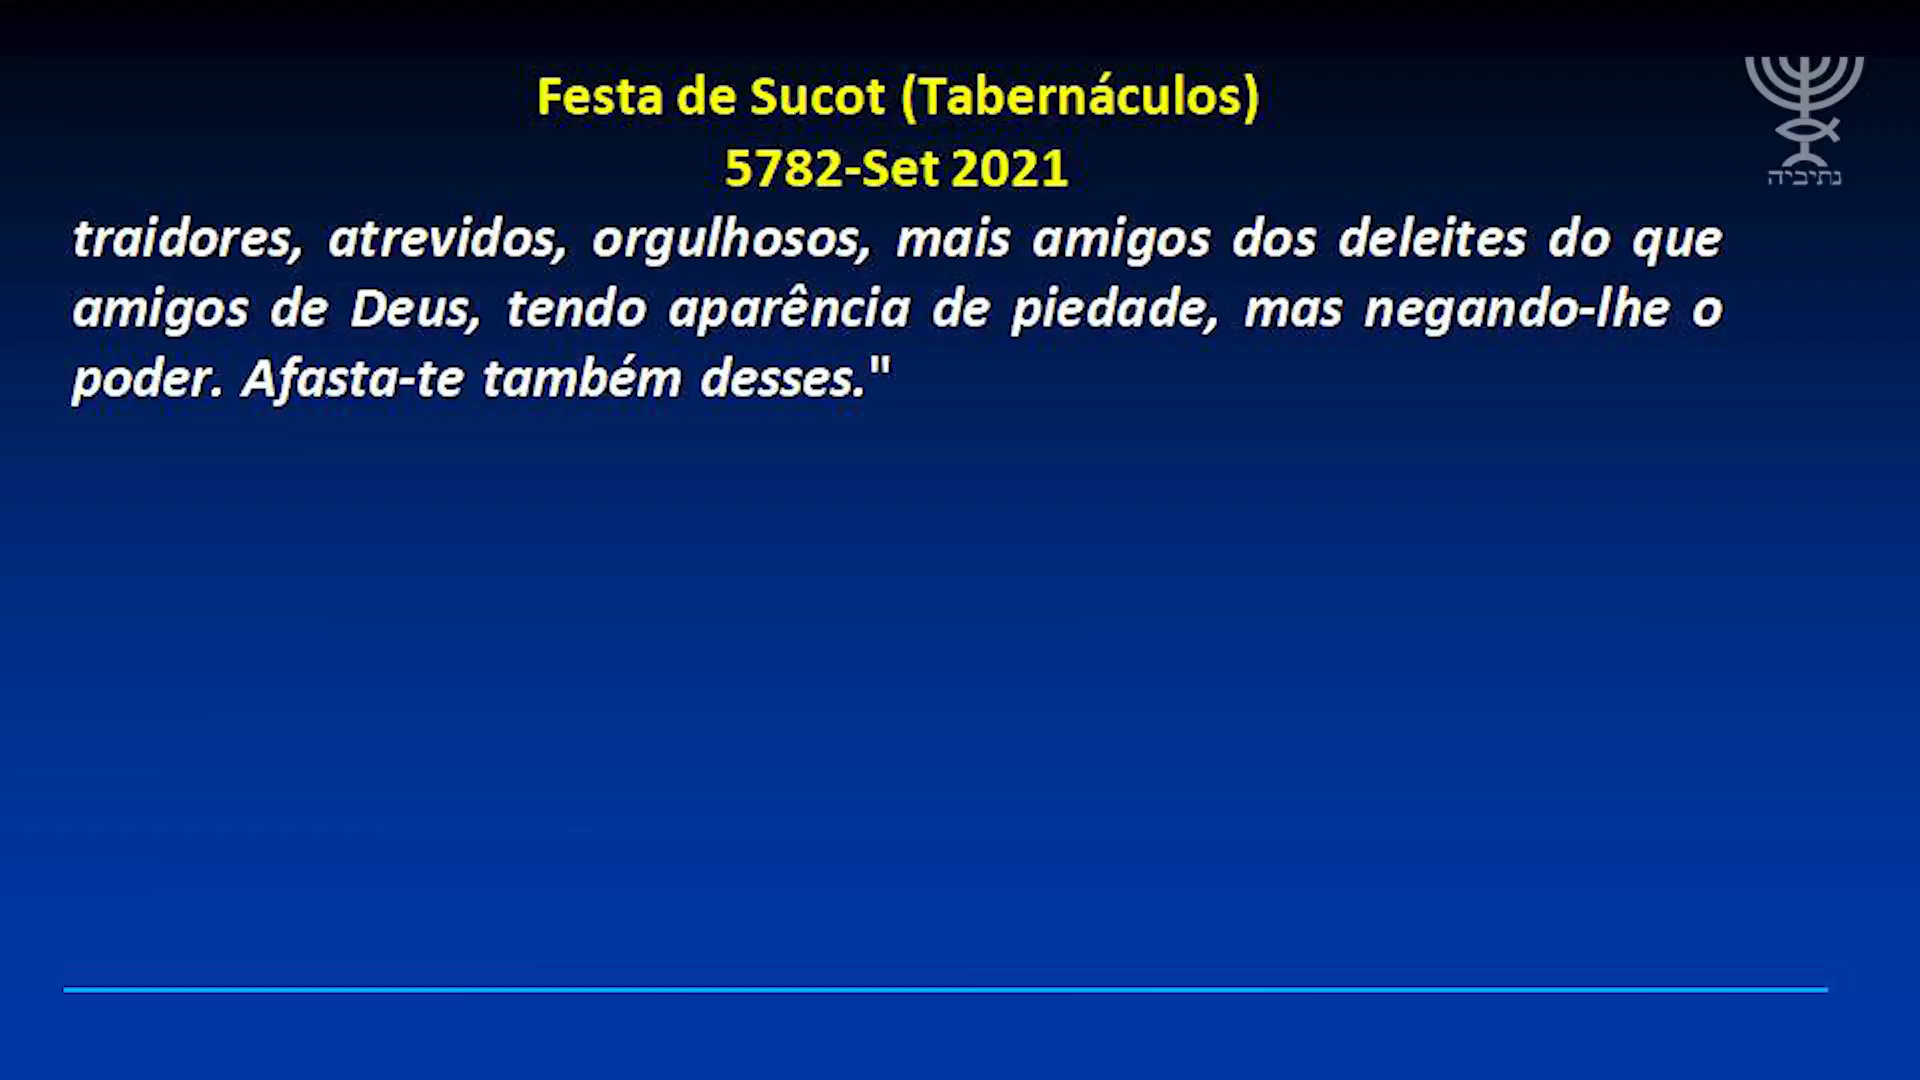 Festa de Sucot (Tabernáculos)
5782-Set 2021
נתיביה
traidores, atrevidos, orgulhosos, mais amigos dos deleites do que
amigos de Deus, tendo aparência de piedade, mas negando-lhe o
poder. Afasta-te também desses."